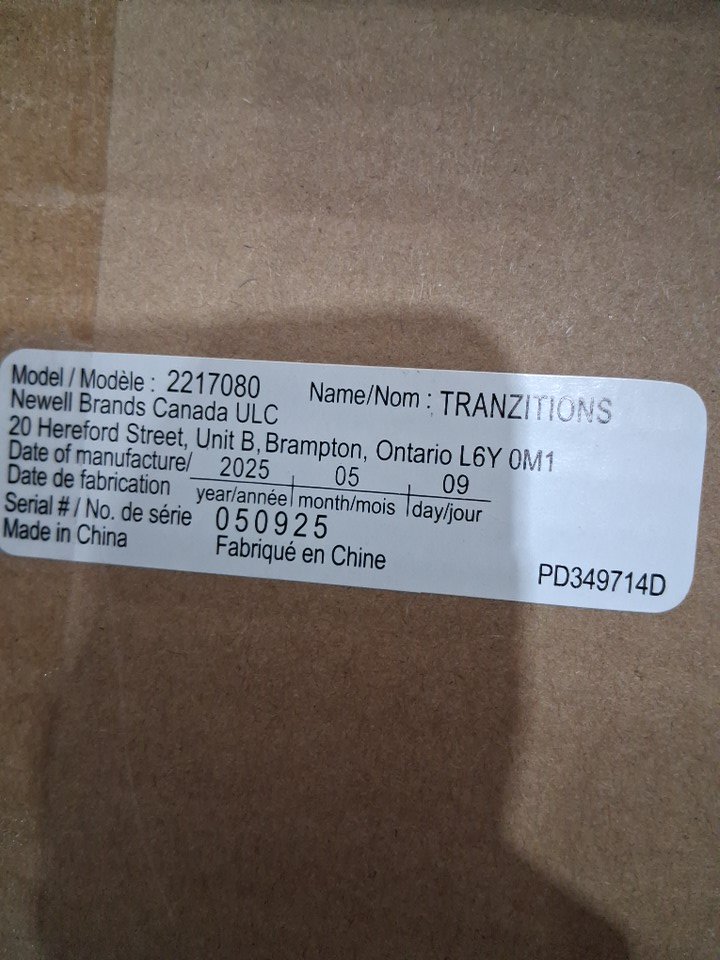 Model / Modèle : 2217080 Name/Nom : TRANZITIONS
Newell Brands Canada ULC
20 Hereford Street, Unit B, Brampton, Ontario L6Y 0M1
Date of manufacture/ 2025 05 09
Date de fabrication year/année month/mois day/jour
Serial # / No. de série 050925
Made in China Fabriqué en Chine PD349714D